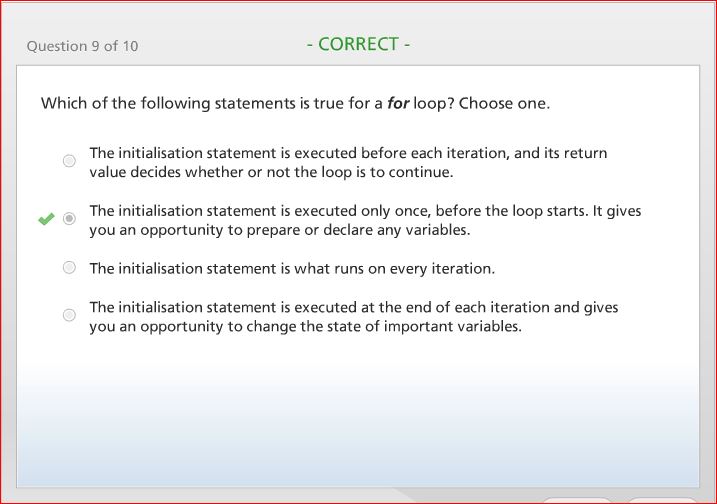 Question 9 of 10
- CORRECT -
Which of the following statements is true for a for loop? Choose one.
The initialisation statement is executed before each iteration, and its return
value decides whether or not the loop is to continue.
The initialisation statement is executed only once, before the loop starts. It gives
you an opportunity to prepare or declare any variables.
The initialisation statement is what runs on every iteration.
The initialisation statement is executed at the end of each iteration and gives
you an opportunity to change the state of important variables.